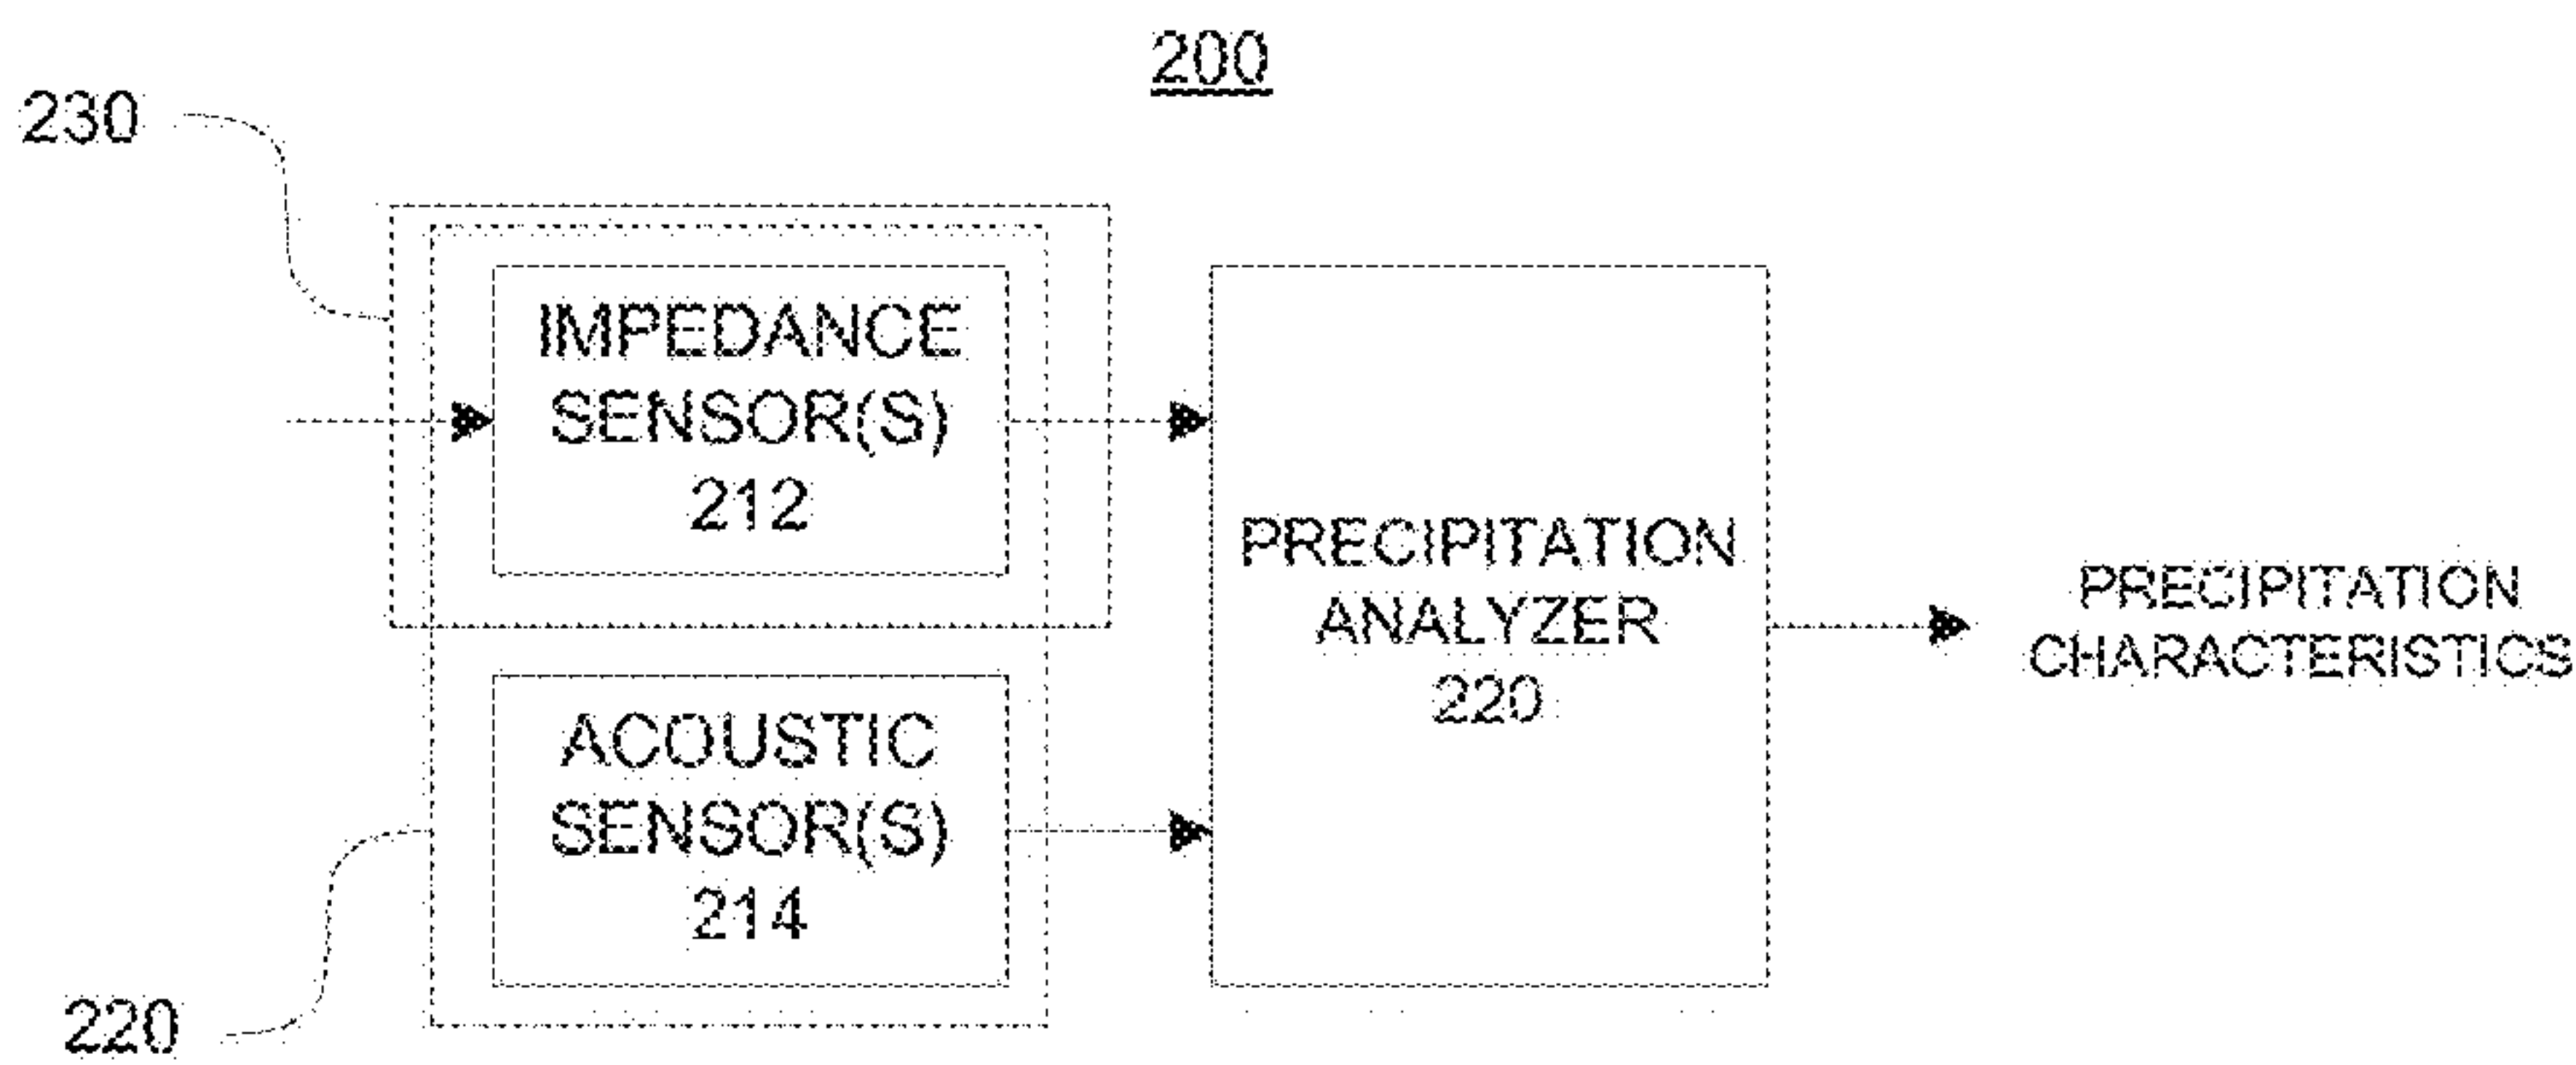 200
230
IMPEDANCE
SENSOR(S)
212
PRECIPITATION
ANALYZER
220
PRECIPITATION
CHARACTERISTICS
ACOUSTIC
SENSOR(S)
214
220